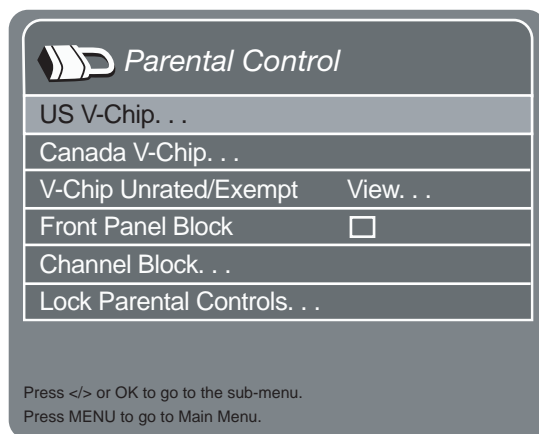 Parental Control
US V-Chip. . .
Canada V-Chip. . .
V-Chip Unrated/Exempt View. . .
Front Panel Block
Channel Block. . .
Lock Parental Controls. . .
Press </> or OK to go to the sub-menu.
Press MENU to go to Main Menu.